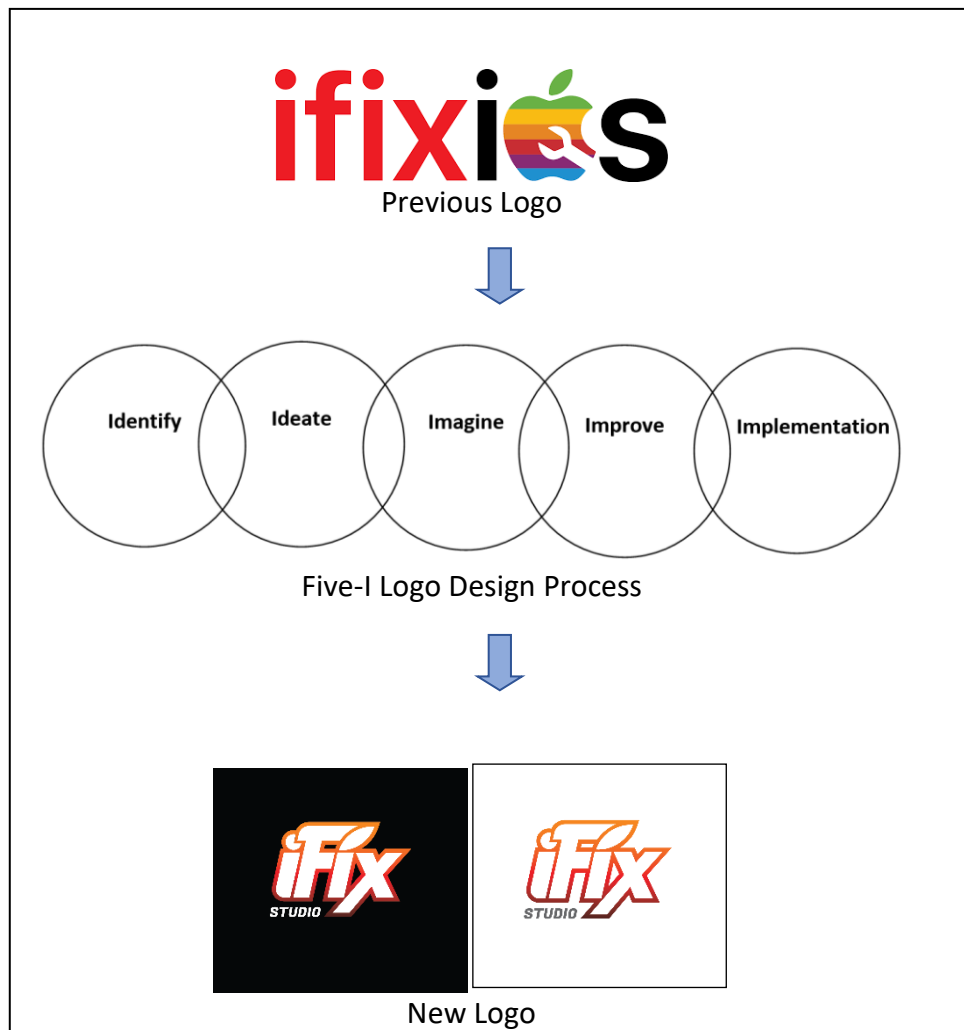 ifixios
Previous Logo
Identify
Ideate
Imagine
Improve
Implementation
Five-I Logo Design Process
iFix
STUDIO
iFix
STUDIO
New Logo